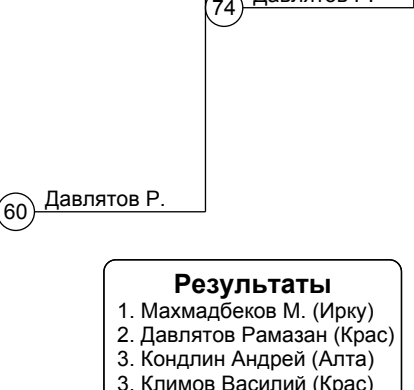 74
60 Давлятов Р.
Результаты
1. Махмадбеков М. (Ирку)
2. Давлятов Рамазан (Крас)
3. Кондлин Андрей (Алта)
3. Климов Василий (Крас)